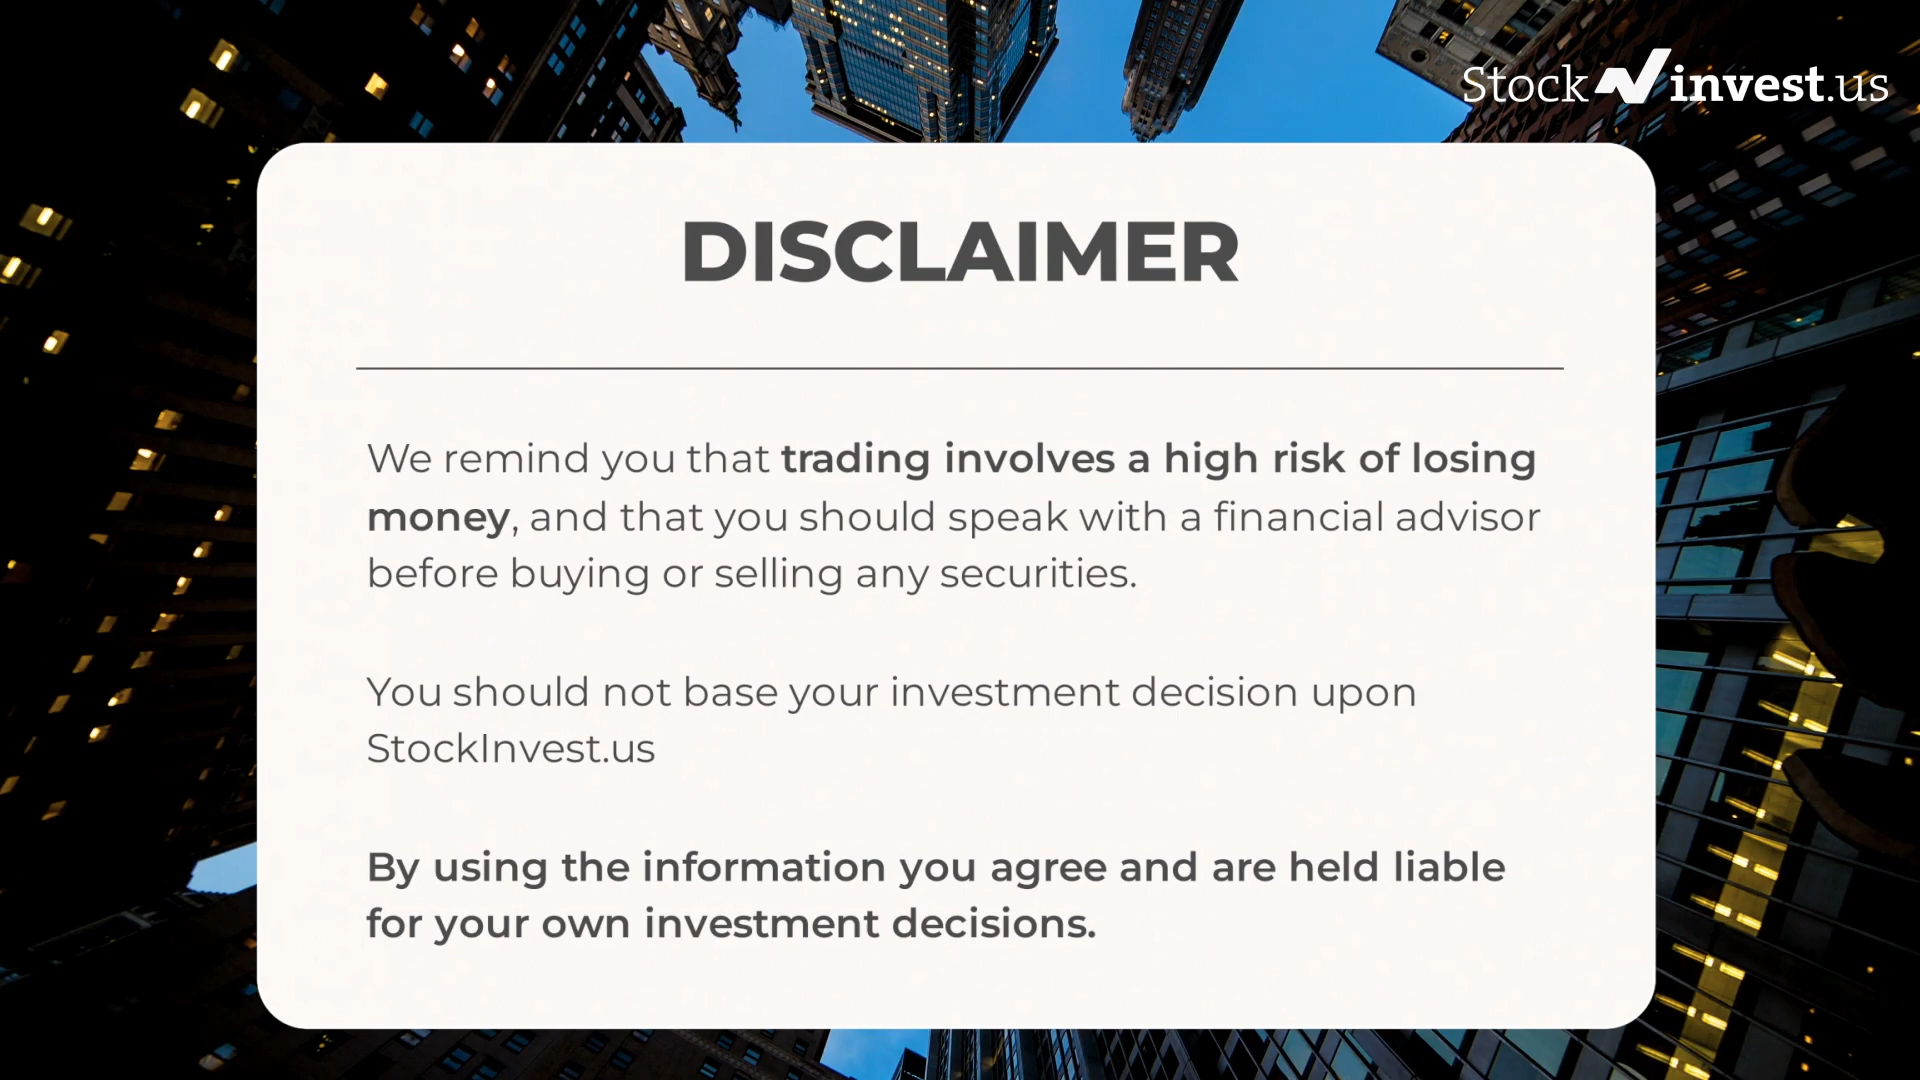 Stock invest.us
DISCLAIMER
We remind you that trading involves a high risk of losing
money, and that you should speak with a financial advisor
before buying or selling any securities.
You should not base your investment decision upon
StockInvest.us
By using the information you agree and are held liable
for your own investment decisions.